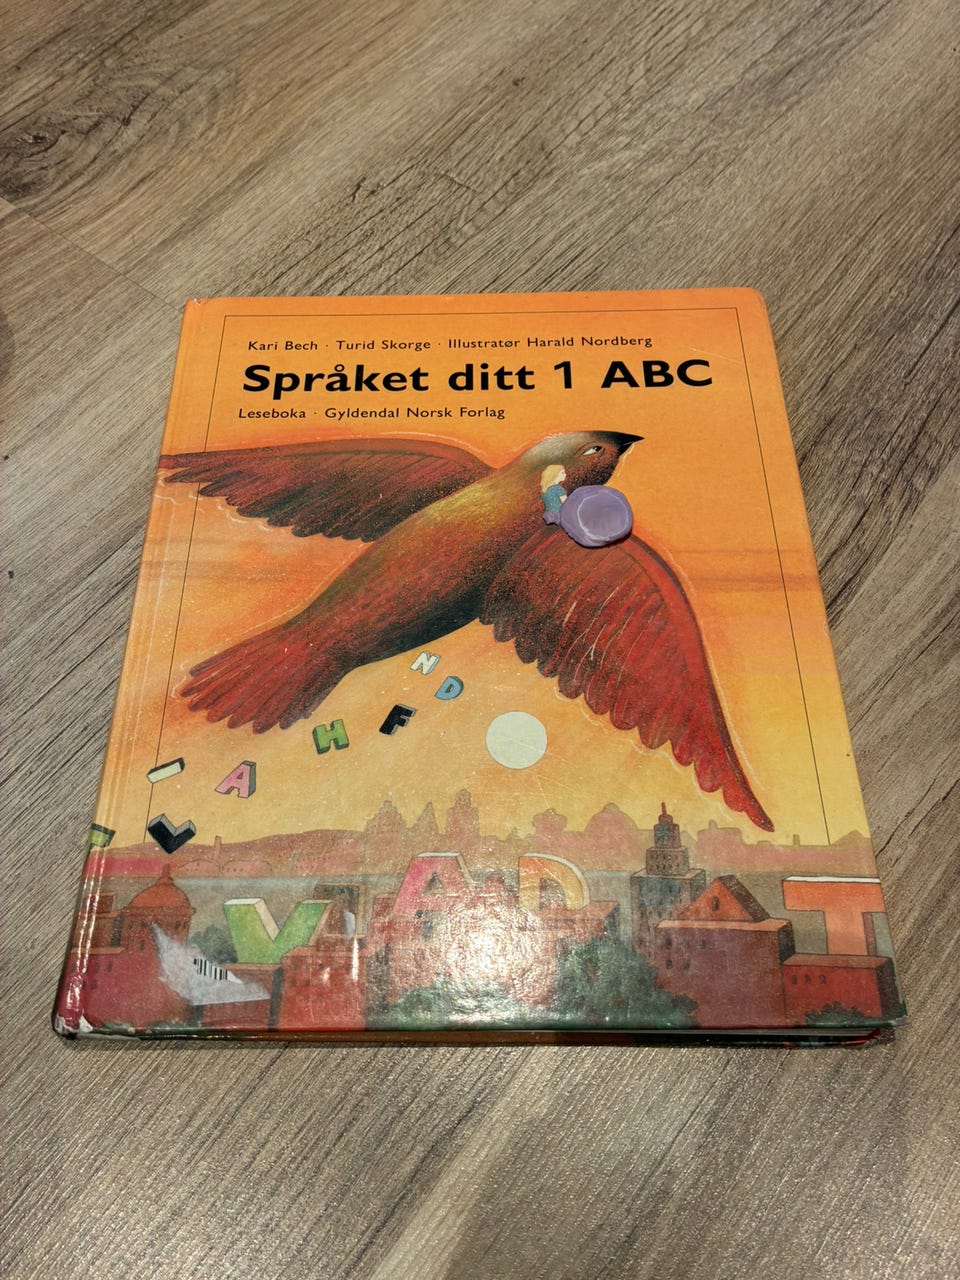 Kari Bech · Turid Skorge · Illustratør Harald Nordberg
Språket ditt 1 ABC
Leseboka · Gyldendal Norsk Forlag
N
D
F
H
I
A
L
V A D T